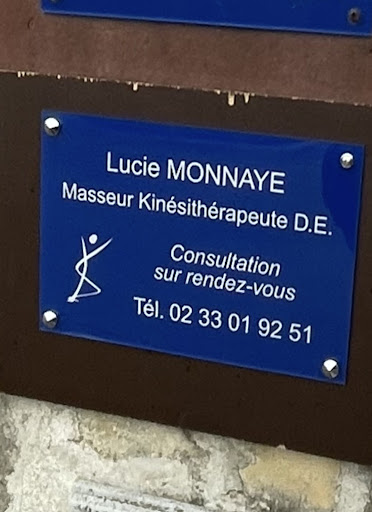 Lucie MONNAYE
Masseur Kinésithérapeute D.E.
Consultation
sur rendez-vous
Tél. 02 33 01 92 51